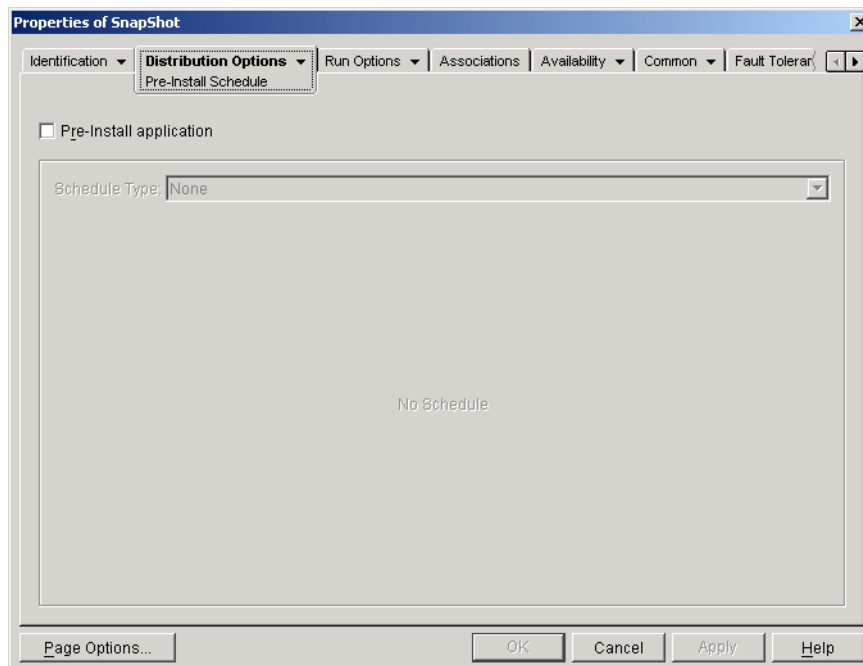 Properties of SnapShot
Identification Distribution Options Run Options Associations Availability Common Fault
Pre-Install Schedule
Pre-Install application
Schedule Type: None
No Schedule
Page Options... OK Cancel Apply Help